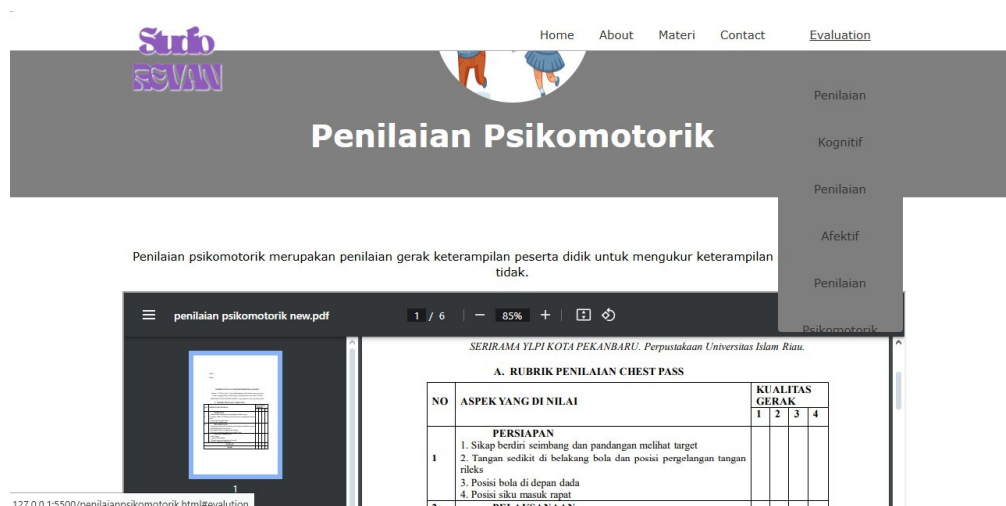 Studio
REVAN
Home About Materi Contact Evaluation
Penilaian
Kognitif
Penilaian
Afektif
Penilaian
Psikomotorik
Penilaian Psikomotorik
Penilaian psikomotorik merupakan penilaian gerak keterampilan peserta didik untuk mengukur keterampilan
tidak.
penilaian psikomotorik new.pdf 1 / 6 85%
1
SERIRAMA YLPI KOTA PEKANBARU. Perpustakaan Universitas Islam Riau.
A. RUBRIK PENILAIAN CHEST PASS
NO ASPEK YANG DI NILAI KUALITAS
GERAK
1 2 3 4
PERSIAPAN
1. Sikap berdiri seimbang dan pandangan melihat target
1 2. Tangan sedikit di belakang bola dan posisi pergelangan tangan
rileks
3. Posisi bola di depan dada
4. Posisi siku masuk rapat
2 PELAKSANAAN
127.0.0.1:5500/penilaianpsikomotorik.html#evalution